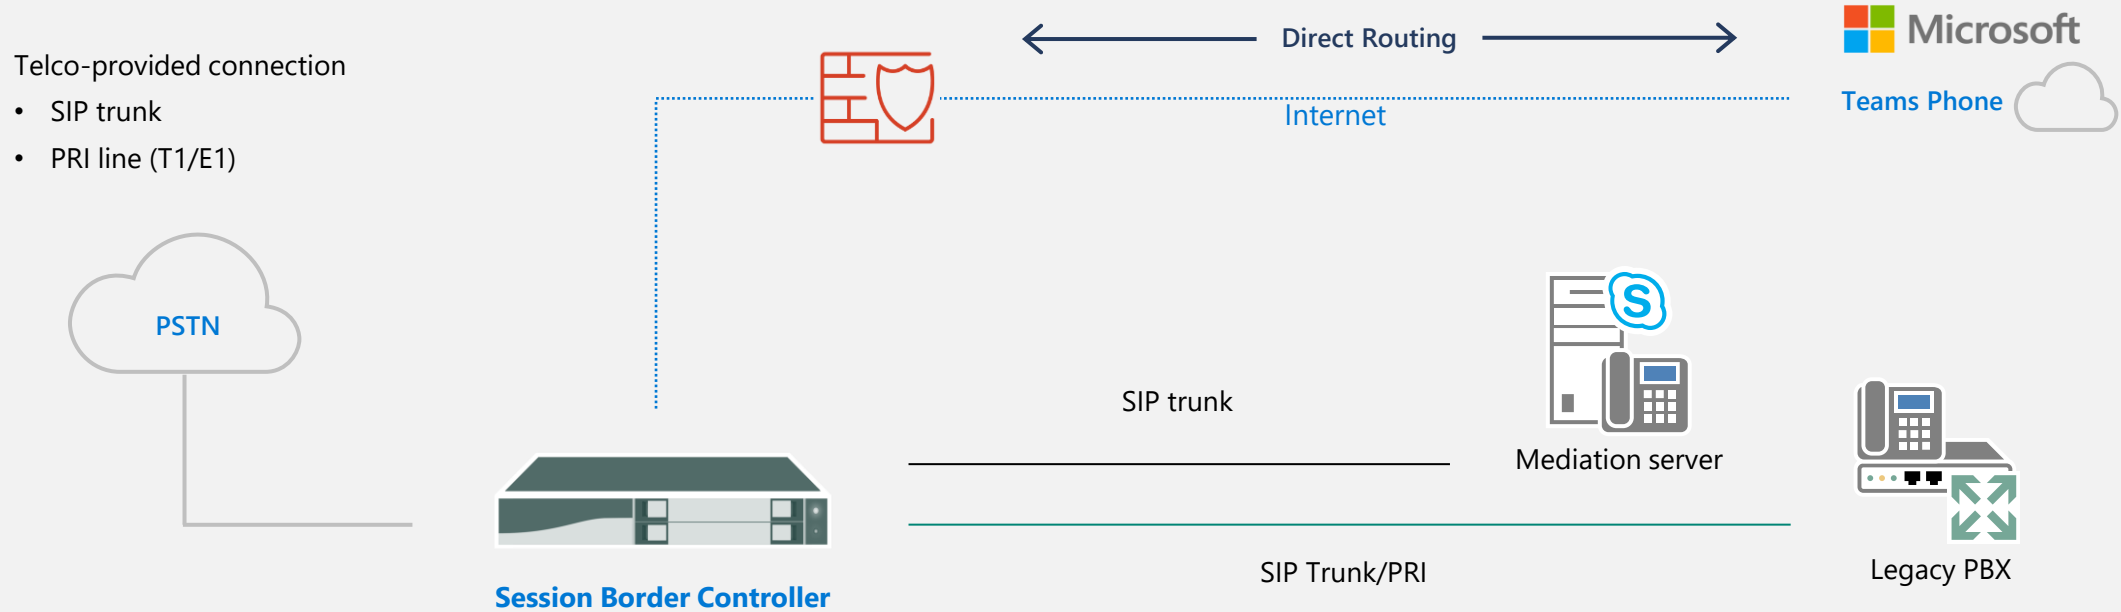 Telco-provided connection
• SIP trunk
• PRI line (T1/E1)
Direct Routing
Internet
Microsoft
Teams Phone
PSTN
S
SIP trunk
Mediation server
Session Border Controller
SIP Trunk/PRI
Legacy PBX